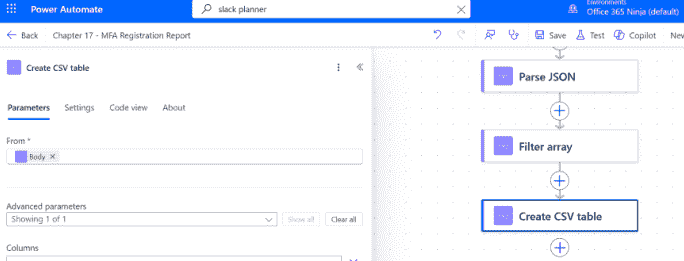 Power Automate
slack planner
Environments
Office 365 Ninja (default)
Back
Chapter 17 - MFA Registration Report
Save
Test
Copilot
Create CSV table
Parameters
Settings
Code view
About
From *
Body
Advanced parameters
Showing 1 of 1
Show all
Clear all
Columns
Parse JSON
Filter array
Create CSV table